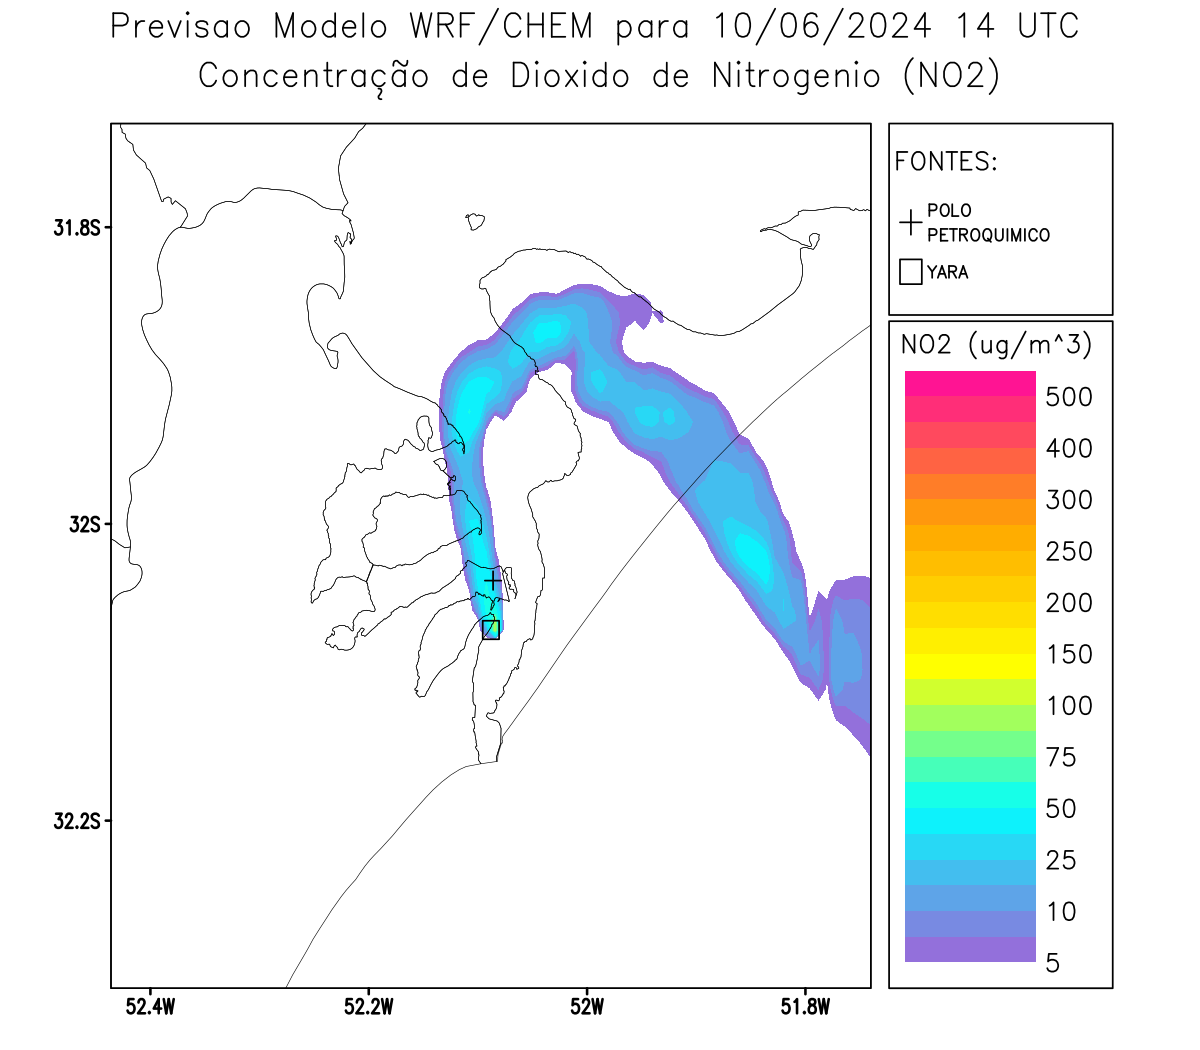 Previsao Modelo WRF/CHEM para 10/06/2024 14 UTC
Concentração de Dioxido de Nitrogenio (NO2)
FONTES:
POLO
PETROQUIMICO
YARA
NO2 (ug/m^3)
500
400
300
250
200
150
100
75
50
25
10
5
31.8S
32S
32.2S
52.4W
52.2W
52W
51.8W